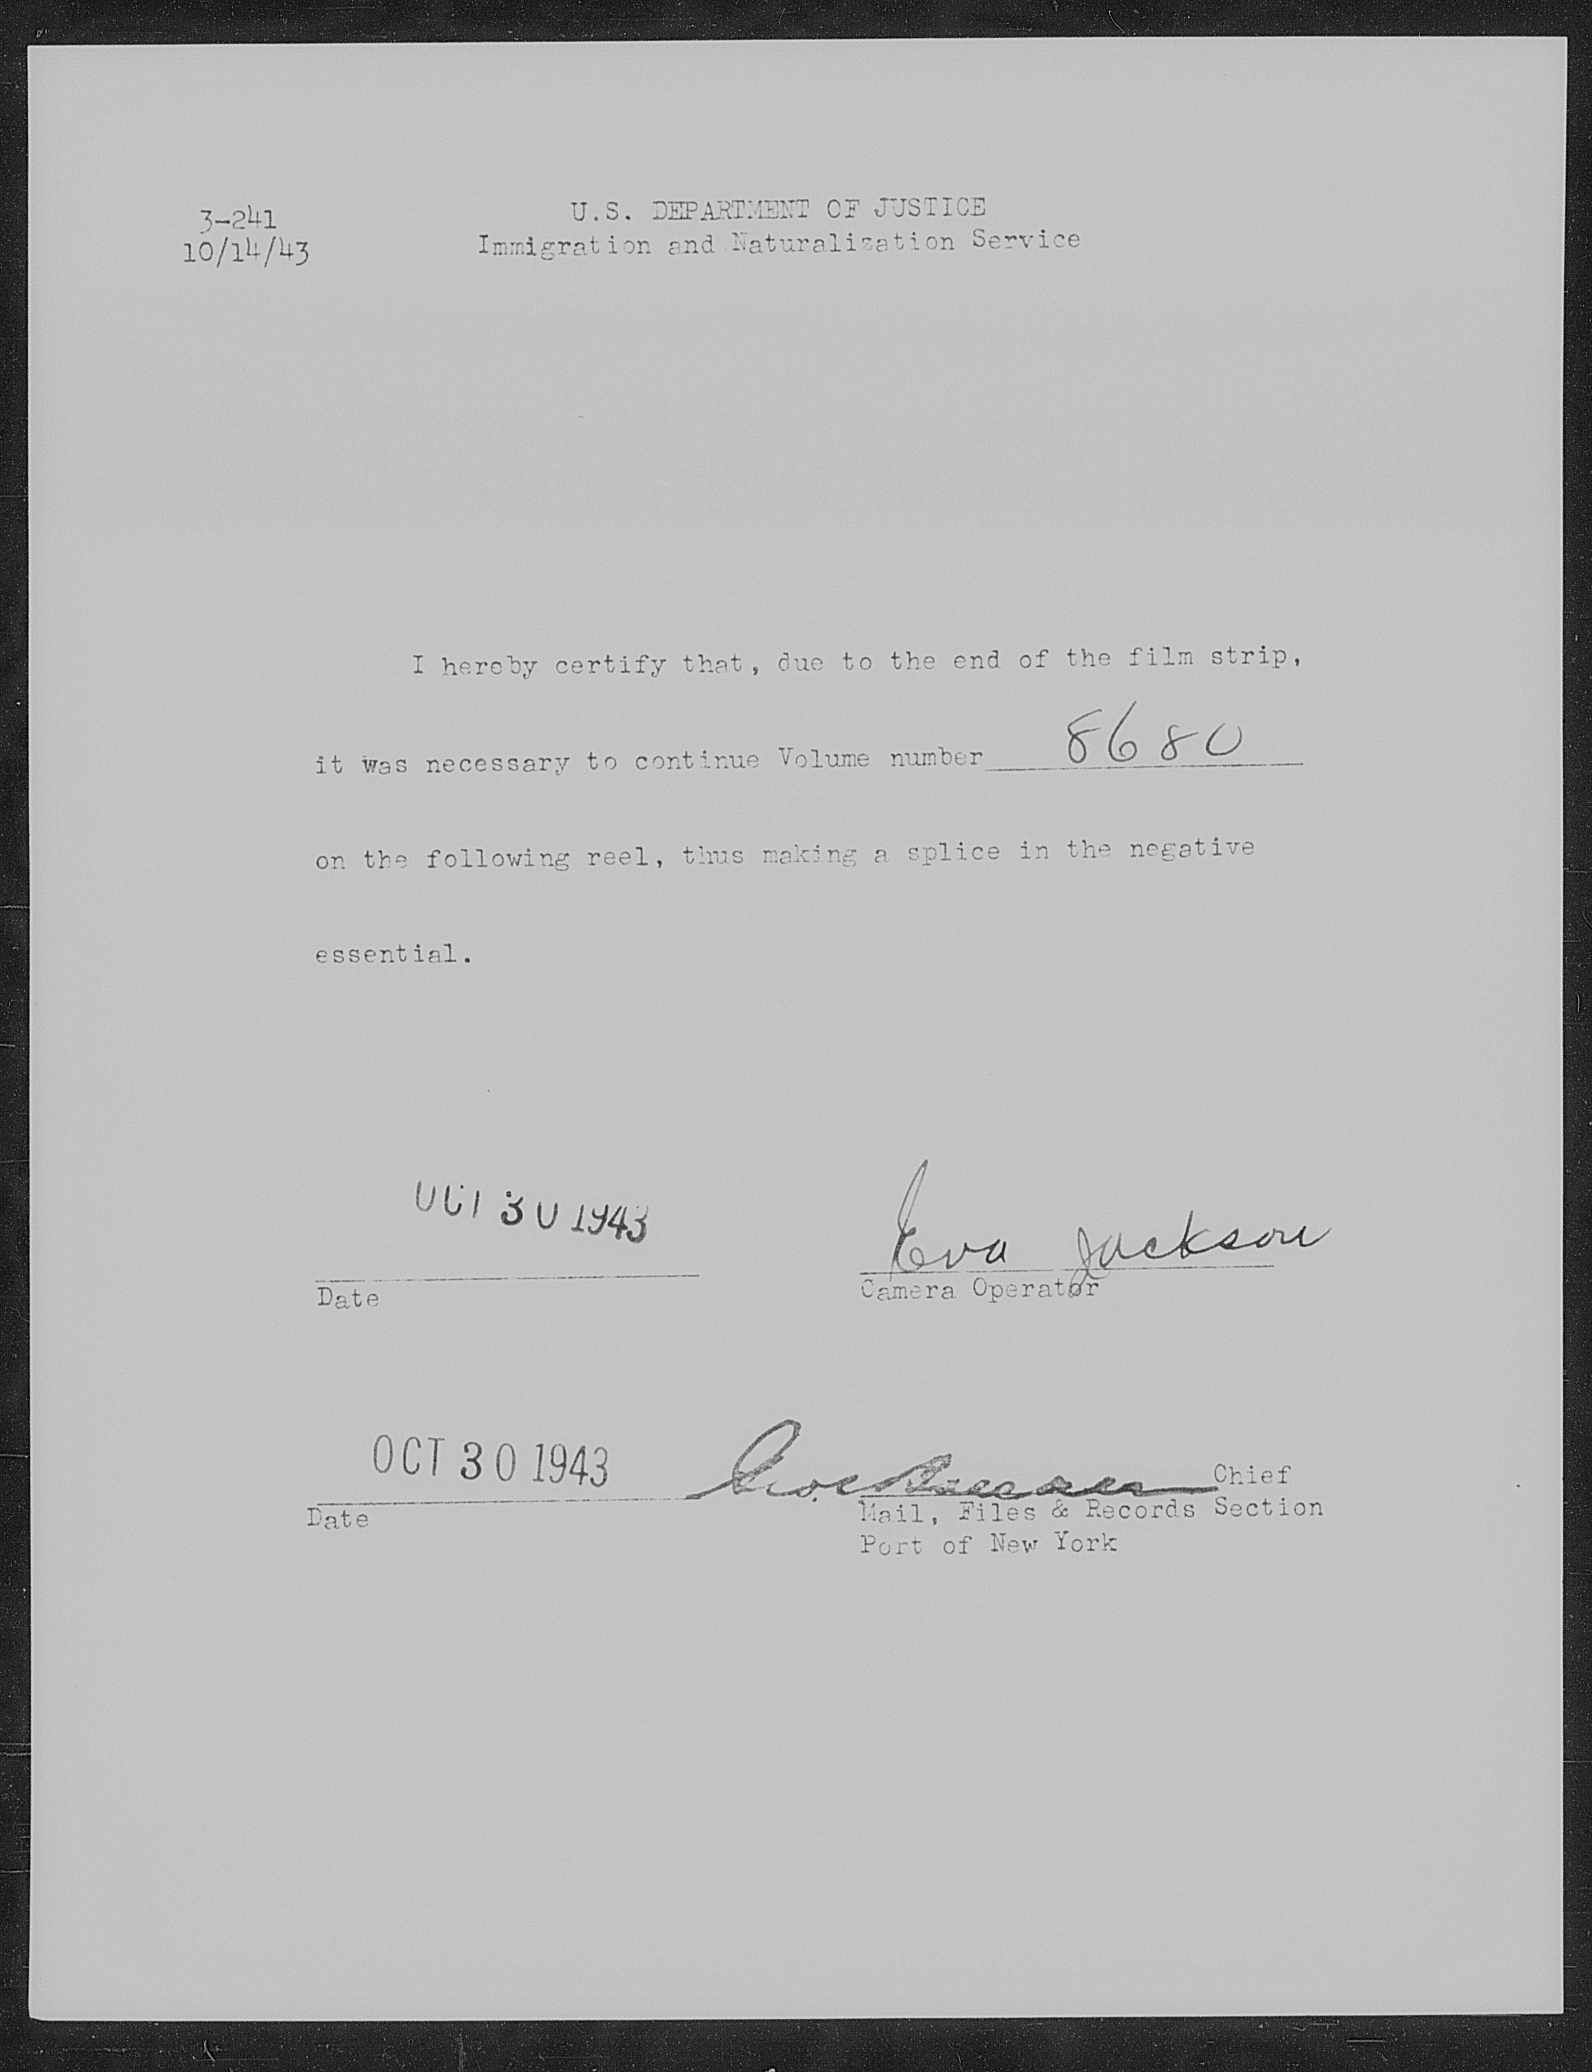 3-241
10/14/43
U.S. DEPARTMENT OF JUSTICE
Immigration and Naturalization Service
I hereby certify that, due to the end of the film strip,
it was necessary to continue Volume number 8680
on the following reel, thus making a splice in the negative
essential.
OCT 30 1943
Eva Jackson
Date
Camera Operator
OCT 30 1943
Chief
Date
Mail, Files & Records Section
Port of New York